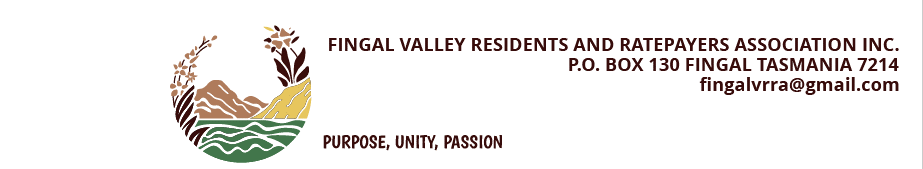 FINGAL VALLEY RESIDENTS AND RATEPAYERS ASSOCIATION INC.
P.O. BOX 130 FINGAL TASMANIA 7214
fingalvrra@gmail.com
PURPOSE, UNITY, PASSION